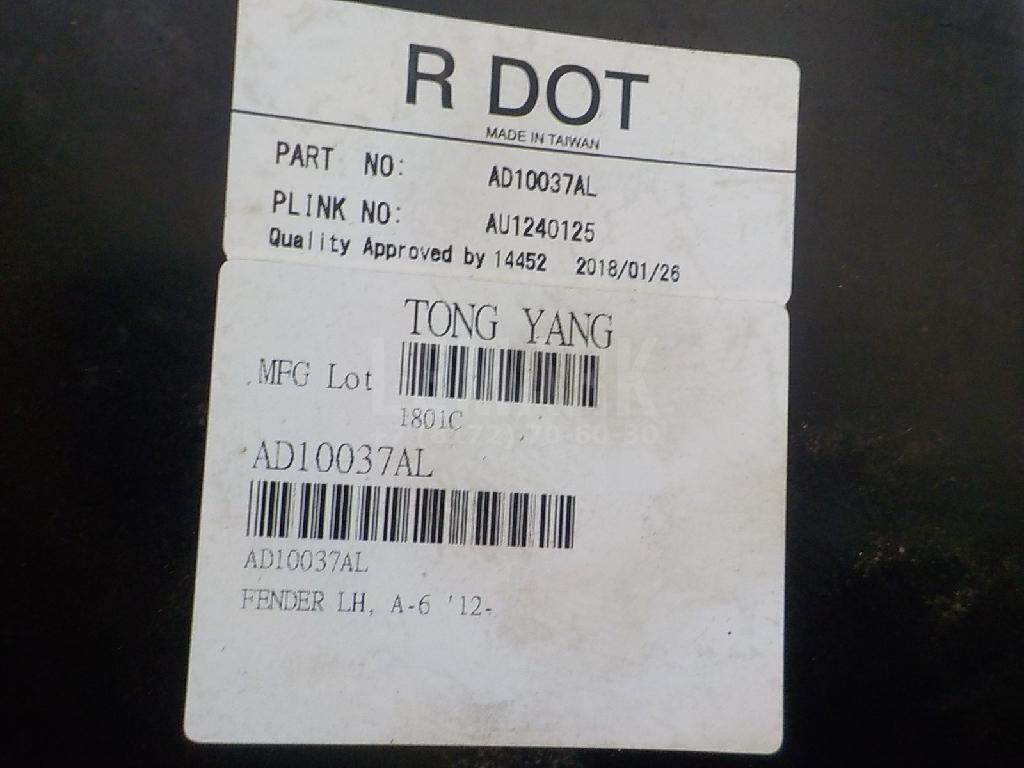 R DOT
MADE IN TAIWAN
PART NO: AD10037AL
PLINK NO: AU1240125
Quality Approved by 14452 2018/01/26
TONG YANG
MFG Lot
1801C
AD10037AL
AD10037AL
FENDER LH, A-6 '12-